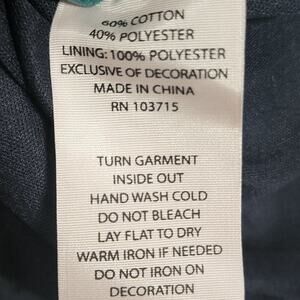 60% COTTON
40% POLYESTER
LINING: 100% POLYESTER
EXCLUSIVE OF DECORATION
MADE IN CHINA
RN 103715
TURN GARMENT
INSIDE OUT
HAND WASH COLD
DO NOT BLEACH
LAY FLAT TO DRY
WARM IRON IF NEEDED
DO NOT IRON ON
DECORATION